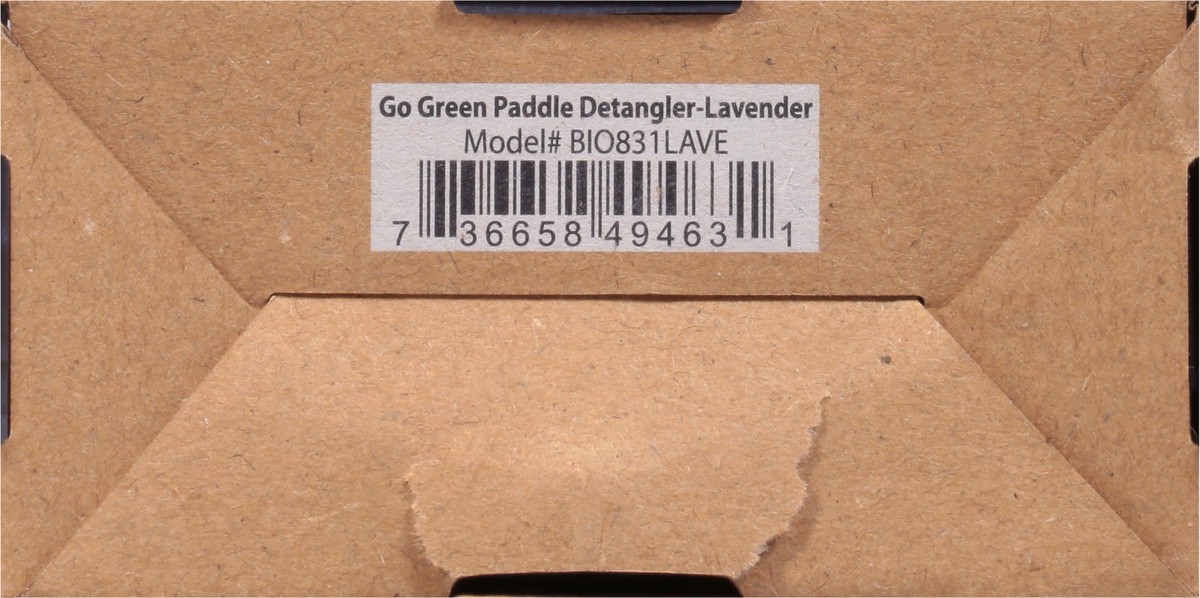 Go Green Paddle Detangler-Lavender
Model# BIO831LAVE
7 36658 49463 1